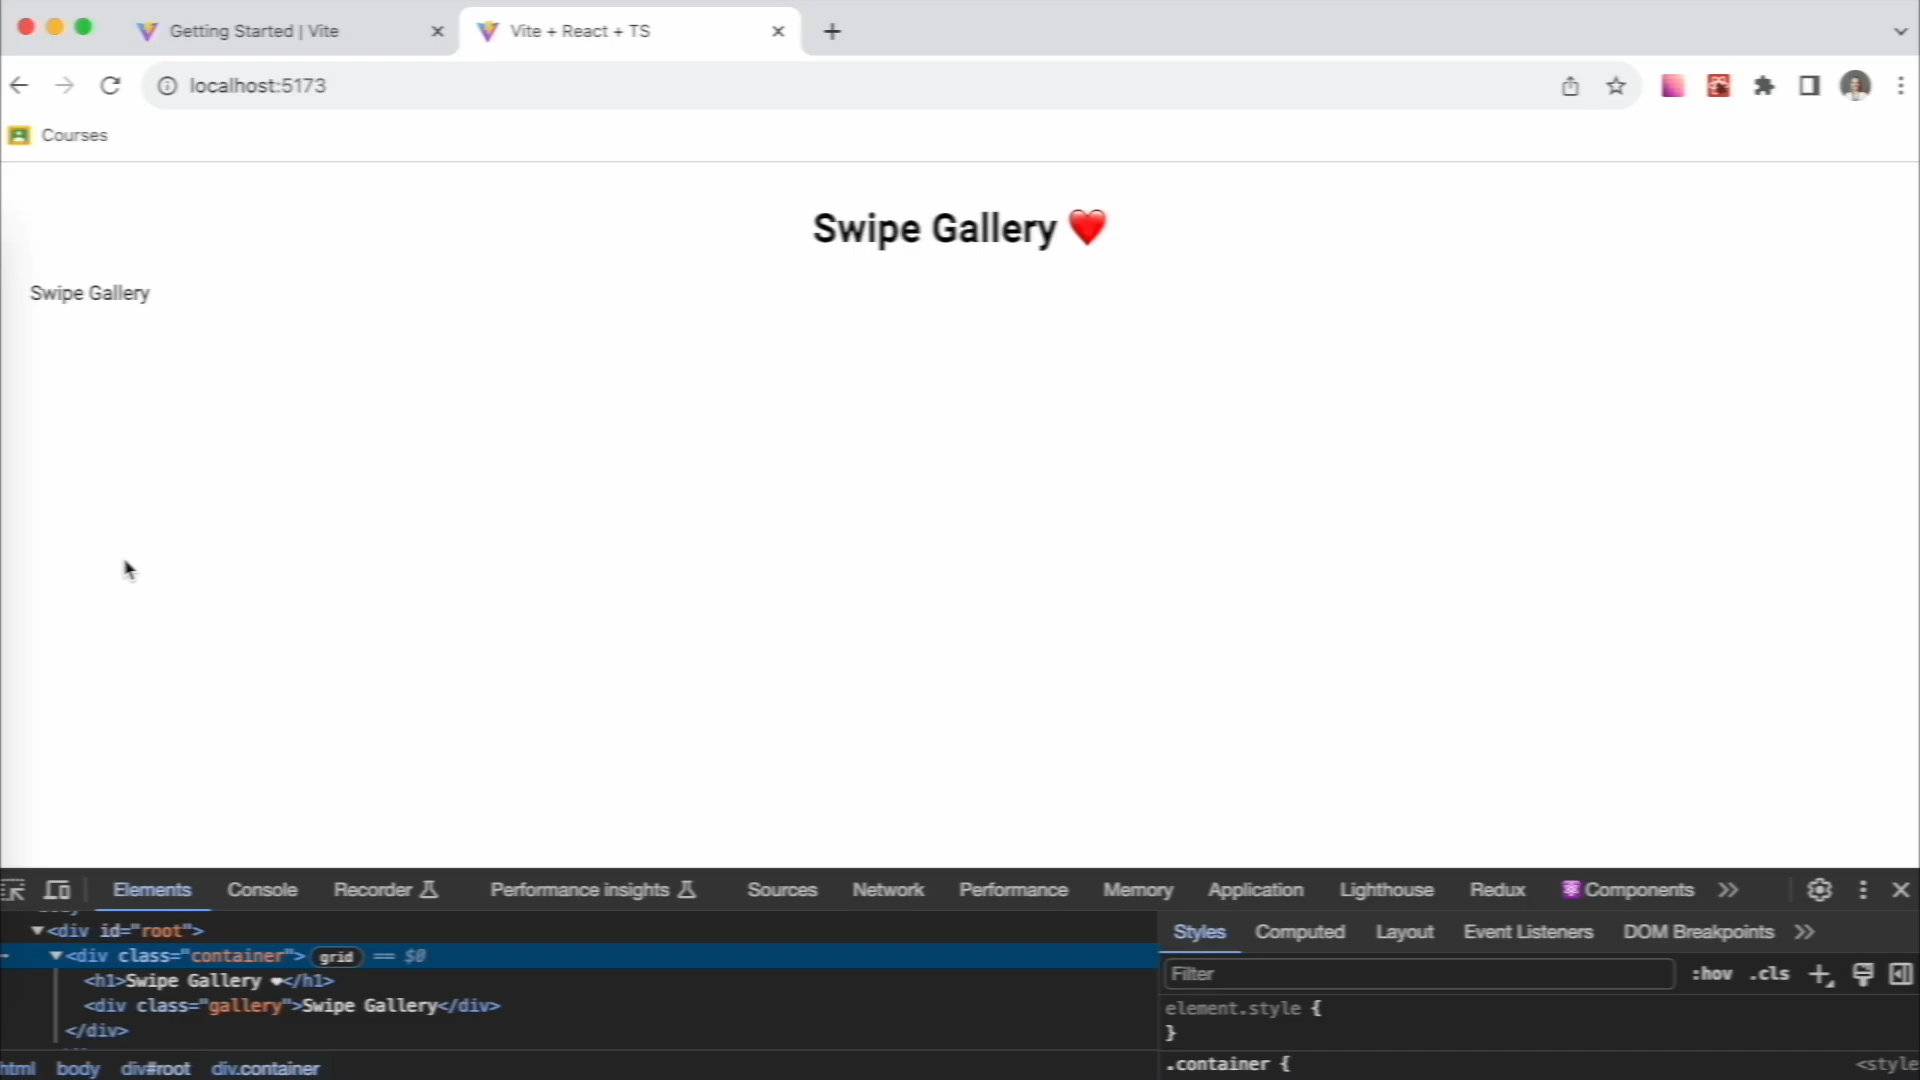 Getting Started | Vite
Vite + React + TS
localhost:5173
Courses
Swipe Gallery ❤️
Swipe Gallery
Elements Console Recorder Performance insights Sources Network Performance Memory Application Lighthouse Redux Components
<div id="root">
<div class="container"> grid == $0
<h1>Swipe Gallery ❤</h1>
<div class="gallery">Swipe Gallery</div>
</div>
html body div#root div.container
Styles Computed Layout Event Listeners DOM Breakpoints
Filter :hov .cls
element.style {
}
.container { <style